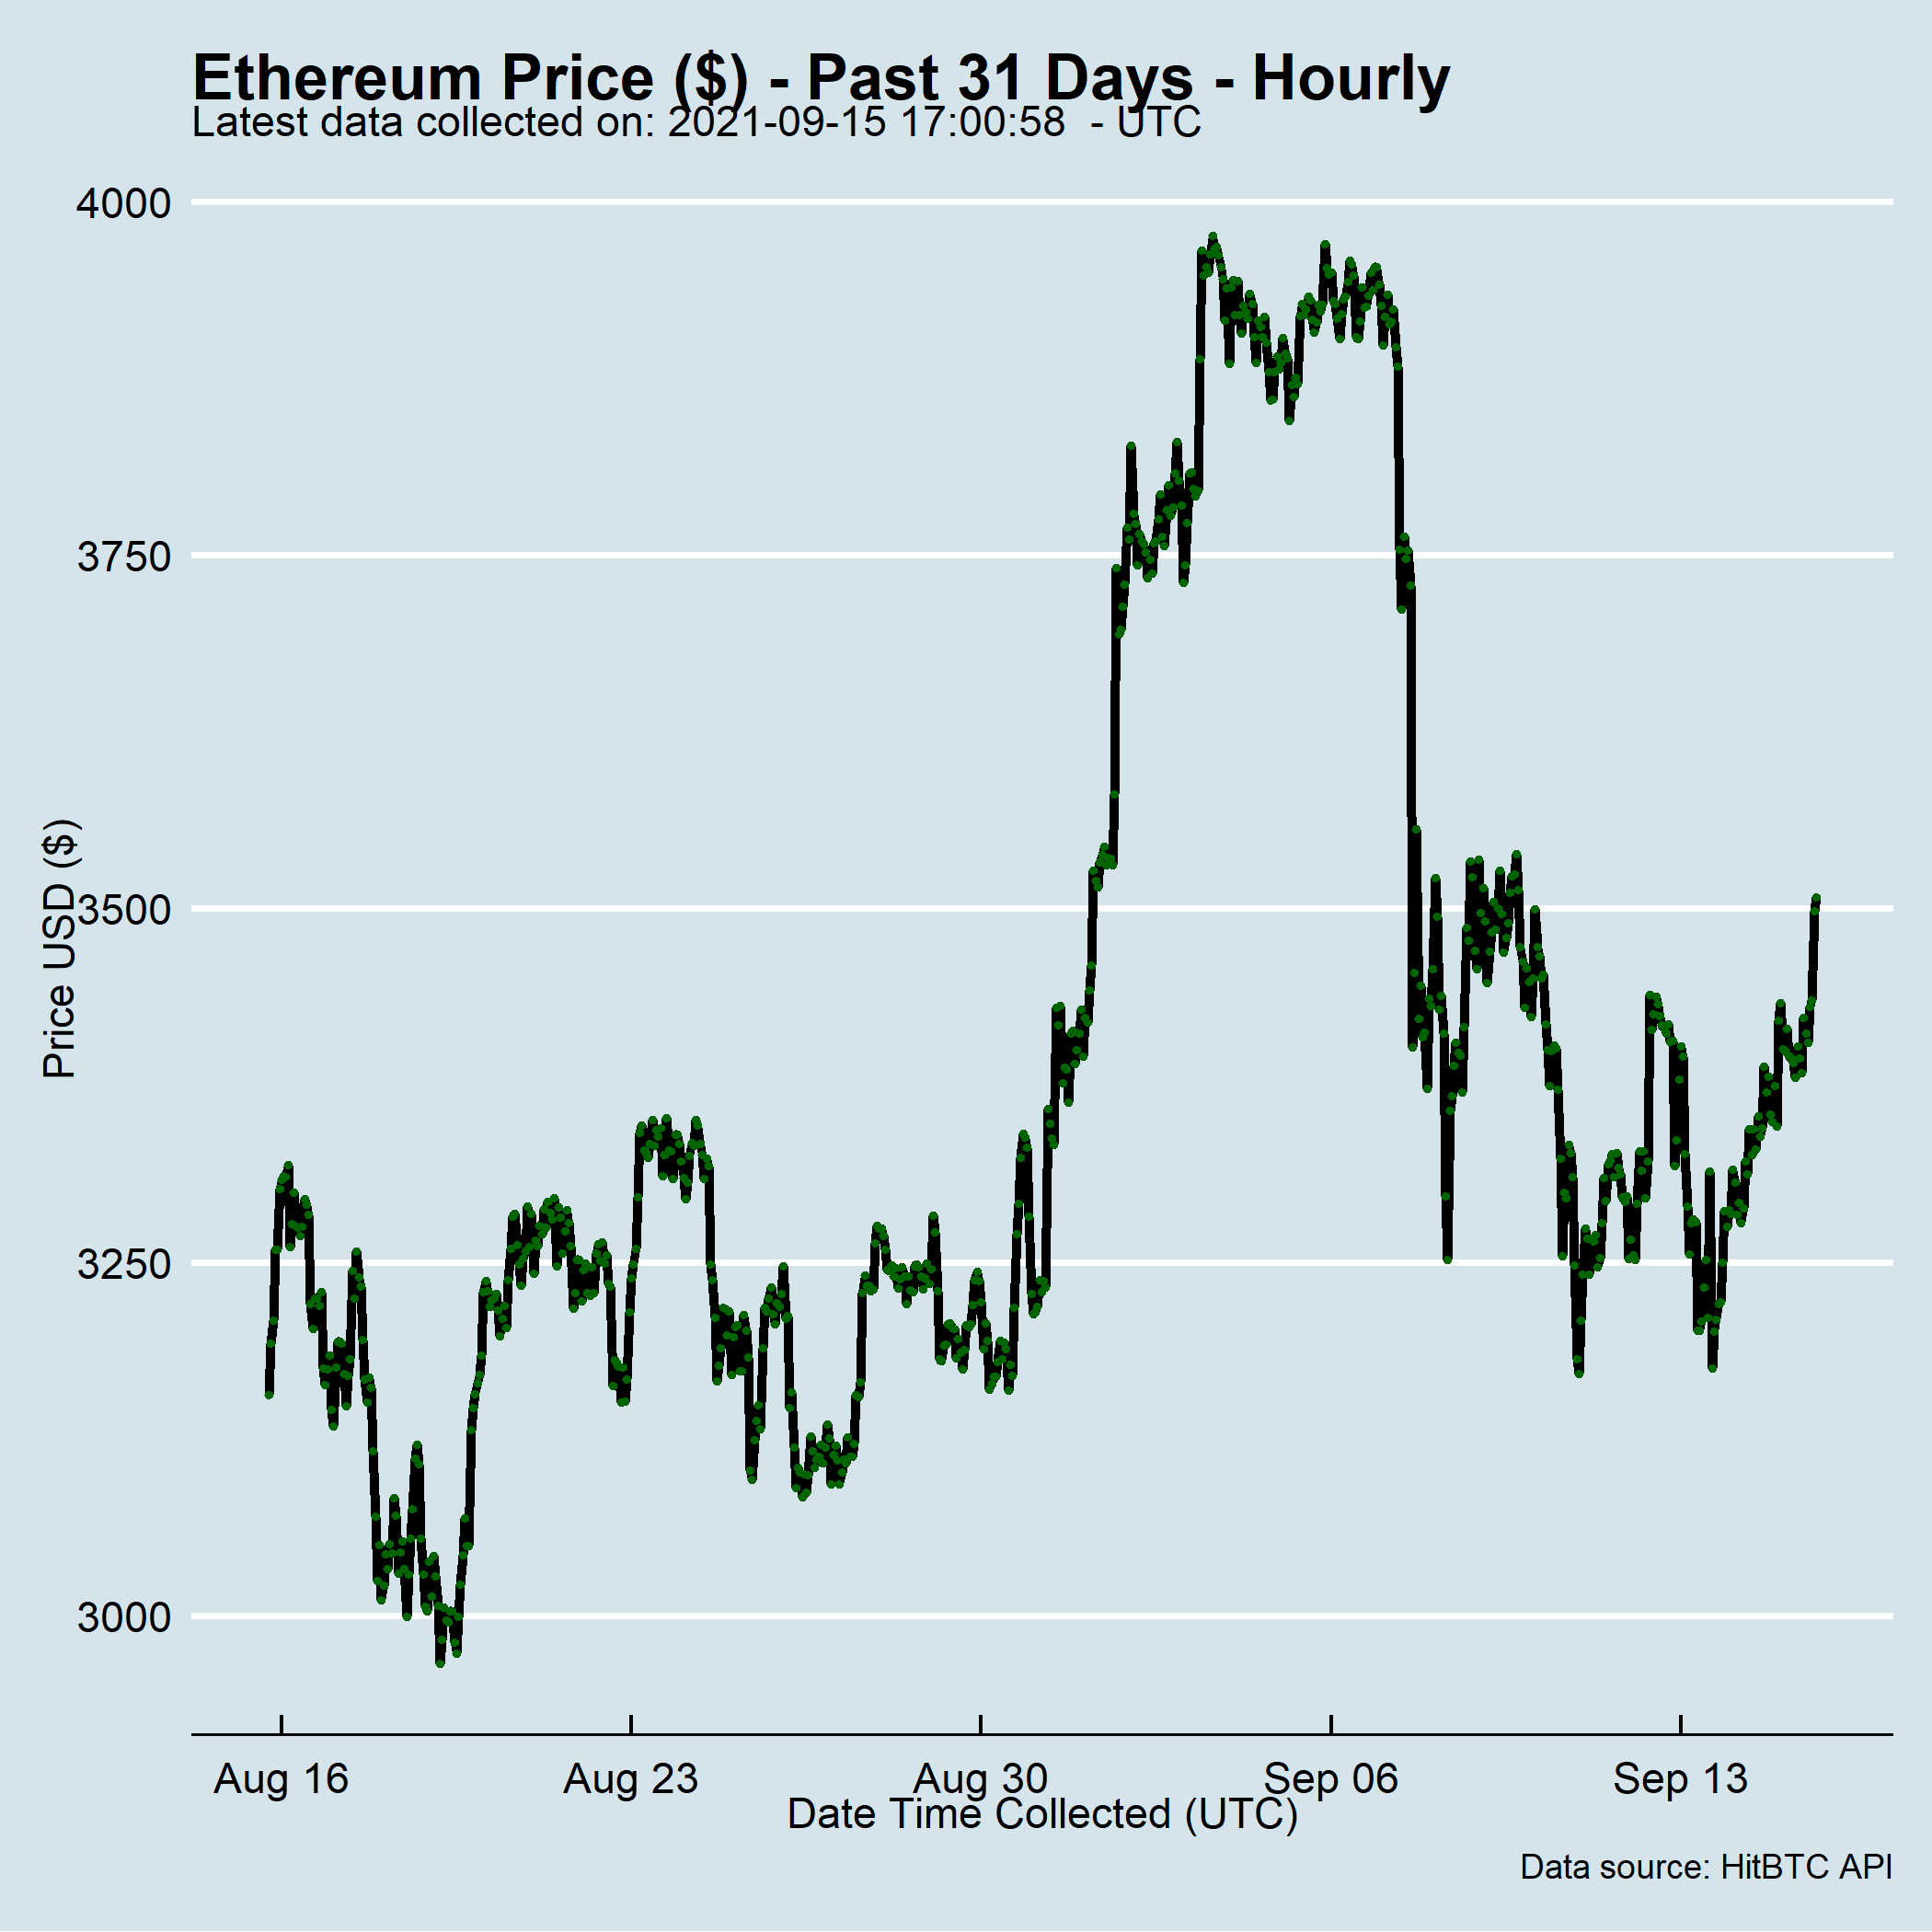 Ethereum Price ($) - Past 31 Days - Hourly
Latest data collected on: 2021-09-15 17:00:58  - UTC
4000
3750
3500
3250
3000
Price USD ($)
Aug 16
Aug 23
Aug 30
Sep 06
Sep 13
Date Time Collected (UTC)
Data source: HitBTC API